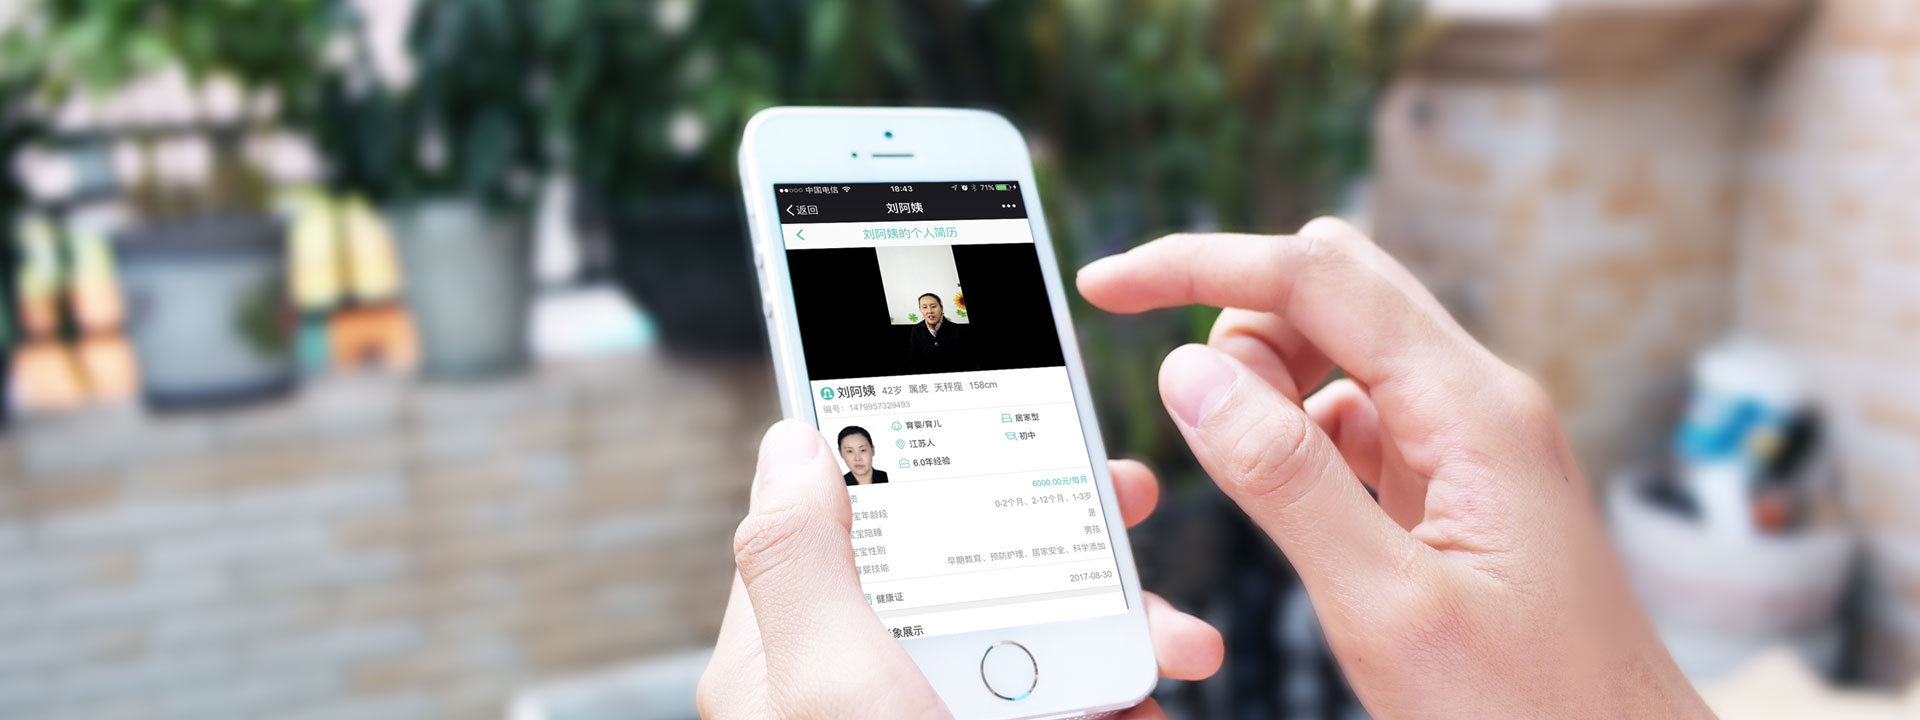 中国电信 18:43 71%
返回 刘阿姨
刘阿姨的个人简历
刘阿姨 42岁 属虎 天秤座 158cm
编号：1479957329493
育婴/育儿 居家型
江苏人 初中
6.0年经验
资 6000.00元/每月
宝年龄段 0-2个月、2-12个月、1-3岁
宝宝陪睡 是
宝宝性别 男孩
育婴技能 早期教育、预防护理、居家安全、科学添加
健康证 2017-08-30
象展示